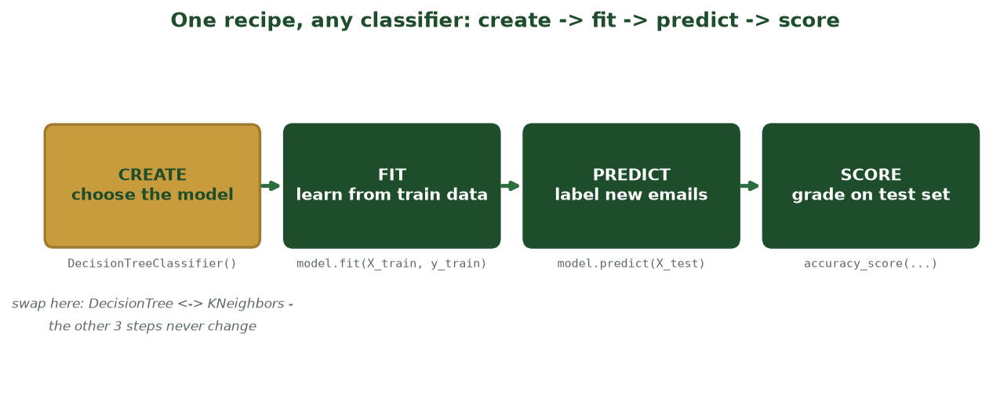 One recipe, any classifier: create -> fit -> predict -> score
CREATE
choose the model
FIT
learn from train data
PREDICT
label new emails
SCORE
grade on test set
DecisionTreeClassifier()
model.fit(X_train, y_train)
model.predict(X_test)
accuracy_score(...)
swap here: DecisionTree <-> KNeighbors -
the other 3 steps never change